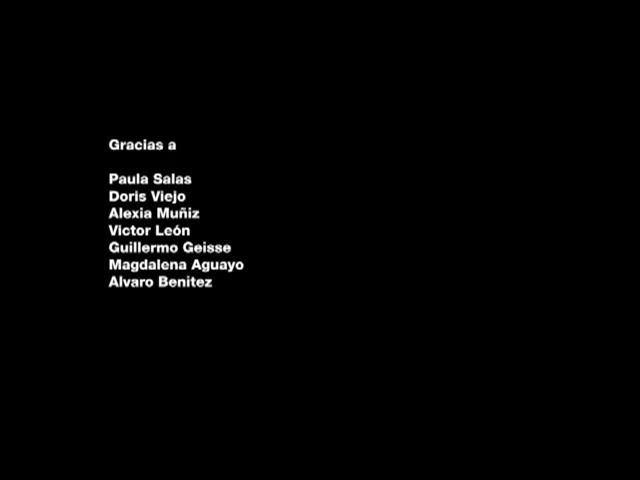 Gracias a
Paula Salas
Doris Viejo
Alexia Muñiz
Victor León
Guillermo Geisse
Magdalena Aguayo
Alvaro Benitez